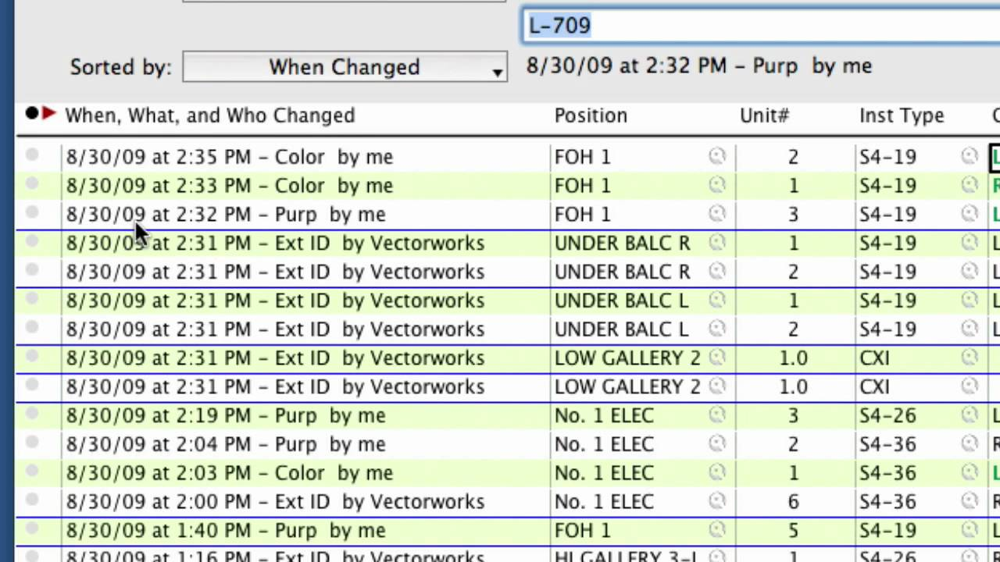 L-709
Sorted by: When Changed 8/30/09 at 2:32 PM - Purp by me
When, What, and Who Changed Position Unit# Inst Type
8/30/09 at 2:35 PM - Color by me FOH 1 2 S4-19 L
8/30/09 at 2:33 PM - Color by me FOH 1 1 S4-19 R
8/30/09 at 2:32 PM - Purp by me FOH 1 3 S4-19 L
8/30/09 at 2:31 PM - Ext ID by Vectorworks UNDER BALC R 1 S4-19 L
8/30/09 at 2:31 PM - Ext ID by Vectorworks UNDER BALC R 2 S4-19 L
8/30/09 at 2:31 PM - Ext ID by Vectorworks UNDER BALC L 1 S4-19 L
8/30/09 at 2:31 PM - Ext ID by Vectorworks UNDER BALC L 2 S4-19 L
8/30/09 at 2:31 PM - Ext ID by Vectorworks LOW GALLERY 2 1.0 CXI
8/30/09 at 2:31 PM - Ext ID by Vectorworks LOW GALLERY 2 1.0 CXI
8/30/09 at 2:19 PM - Purp by me No. 1 ELEC 3 S4-26 L
8/30/09 at 2:04 PM - Purp by me No. 1 ELEC 2 S4-36 R
8/30/09 at 2:03 PM - Color by me No. 1 ELEC 1 S4-36 L
8/30/09 at 2:00 PM - Ext ID by Vectorworks No. 1 ELEC 6 S4-36 R
8/30/09 at 1:40 PM - Purp by me FOH 1 5 S4-19 L
8/30/09 at 1:16 PM - Ext ID by Vectorworks HI GALLERY 3-L 1 S4-26 R